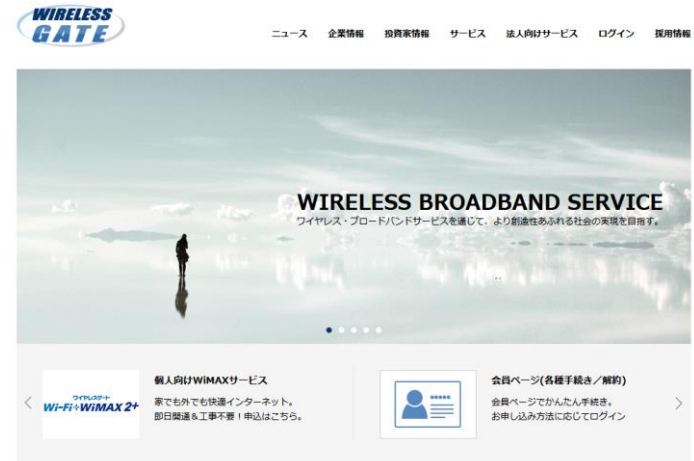 WIRELESS
GATE
ニュース 企業情報 投資家情報 サービス 法人向けサービス ログイン 採用情報
WIRELESS BROADBAND SERVICE
ワイヤレス・ブロードバンドサービスを通じて、より創造性あふれる社会の実現を目指す。
個人向けWiMAXサービス
ワイヤレスゲート
Wi-Fi+WiMAX 2+
家でも外でも快適インターネット。
即日開通＆工事不要！申込はこちら。
会員ページ(各種手続き／解約)
会員ページでかんたん手続き。
お申し込み方法に応じてログイン